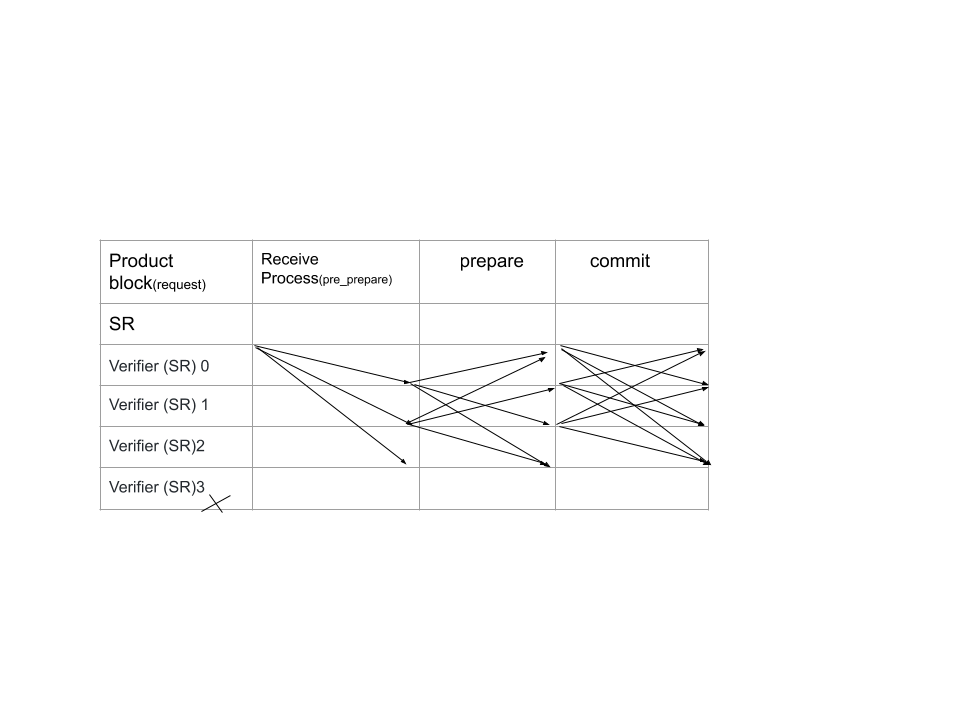 Product
block(request)
Receive
Process(pre_prepare)
prepare
commit
SR
Verifier (SR) 0
Verifier (SR) 1
Verifier (SR)2
Verifier (SR)3